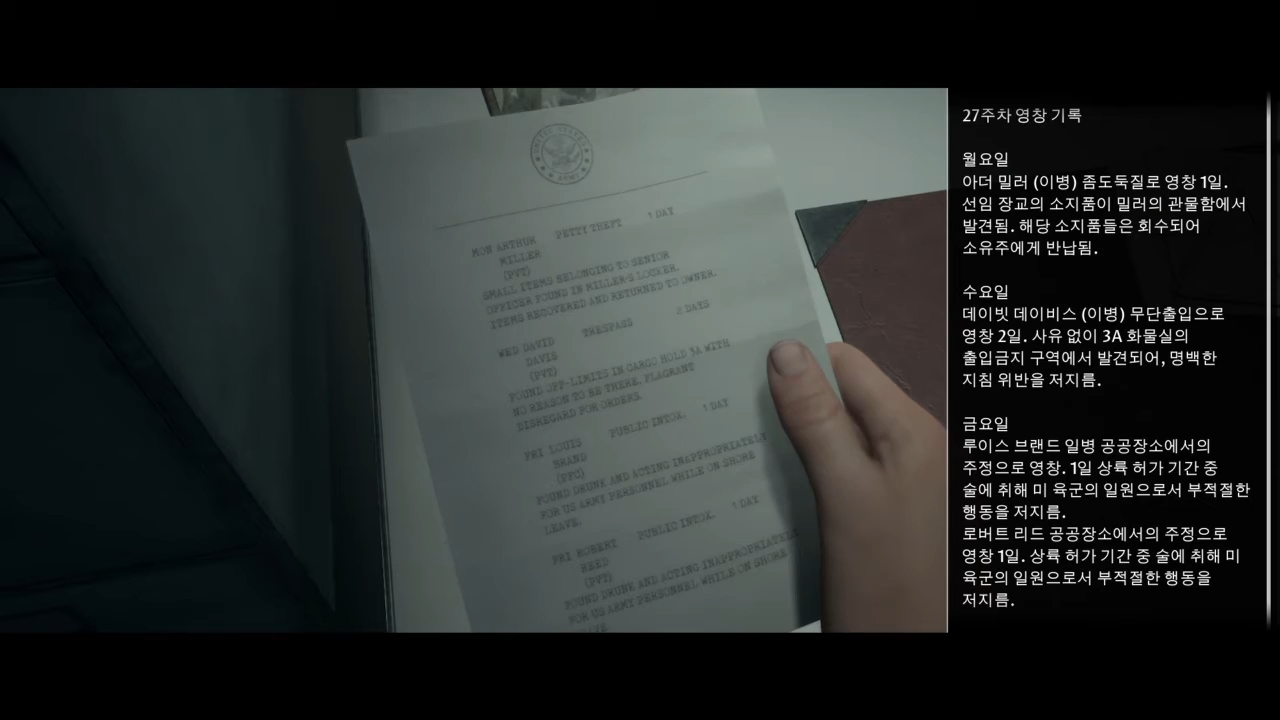 UNITED STATES
ARMY
MON ARTHUR PETTY THEFT 1 DAY
MILLER
(PVT)
SMALL ITEMS BELONGING TO SENIOR
OFFICER FOUND IN MILLER'S LOCKER.
ITEMS RECOVERED AND RETURNED TO OWNER.
WED DAVID TRESPASS 2 DAYS
DAVIS
(PVT)
FOUND OFF-LIMITS IN CARGO HOLD 3A WITH
NO REASON TO BE THERE, FLAGRANT
DISREGARD FOR ORDERS.
FRI LOUIS PUBLIC INTOX. 1 DAY
BRAND
(PFC)
FOUND DRUNK AND ACTING INAPPROPRIATELY
FOR US ARMY PERSONNEL WHILE ON SHORE
LEAVE.
FRI ROBERT PUBLIC INTOX. 1 DAY
REED
(PVT)
FOUND DRUNK AND ACTING INAPPROPRIATELY
FOR US ARMY PERSONNEL WHILE ON SHORE
27주차 영창 기록
월요일
아더 밀러 (이병) 좀도둑질로 영창 1일.
선임 장교의 소지품이 밀러의 관물함에서
발견됨. 해당 소지품들은 회수되어
소유주에게 반납됨.
수요일
데이빗 데이비스 (이병) 무단출입으로
영창 2일. 사유 없이 3A 화물실의
출입금지 구역에서 발견되어, 명백한
지침 위반을 저지름.
금요일
루이스 브랜드 일병 공공장소에서의
주정으로 영창. 1일 상륙 허가 기간 중
술에 취해 미 육군의 일원으로서 부적절한
행동을 저지름.
로버트 리드 공공장소에서의 주정으로
영창 1일. 상륙 허가 기간 중 술에 취해 미
육군의 일원으로서 부적절한 행동을
저지름.